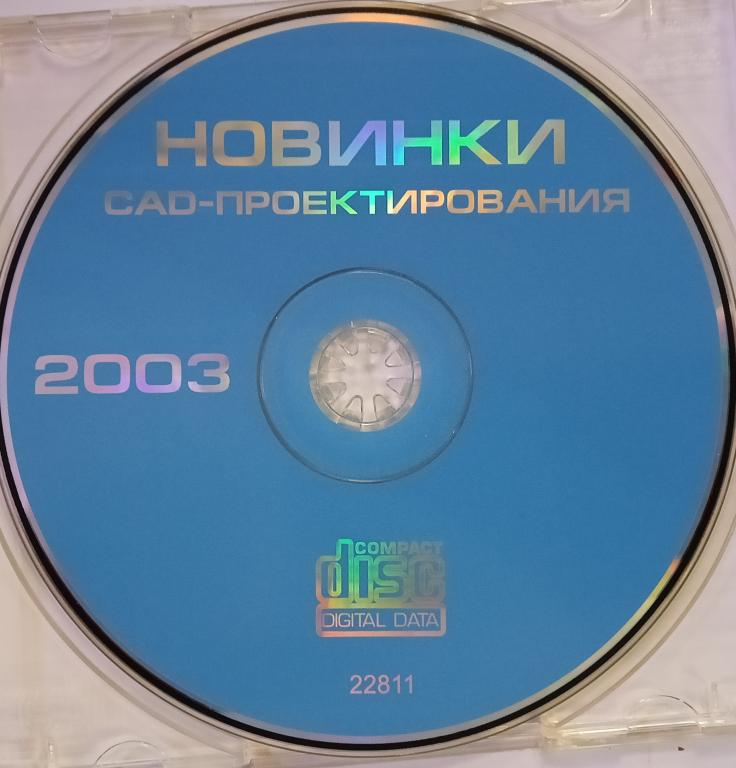 НОВИНКИ
CAD-ПРОЕКТИРОВАНИЯ
2003
COMPACT
disc
DIGITAL DATA
22811